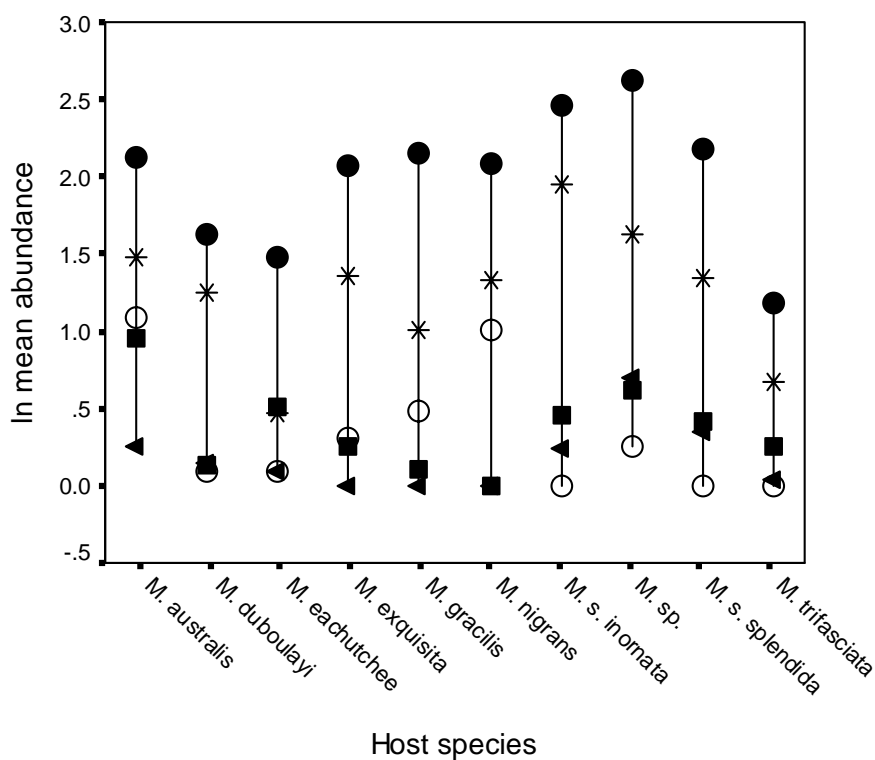 3.0
2.5
2.0
1.5
1.0
.5
0.0
-.5
ln mean abundance
M. australis
M. duboulayi
M. eachutchee
M. exquisita
M. gracilis
M. nigrans
M. s. inornata
M. sp.
M. s. splendida
M. trifasciata
Host species